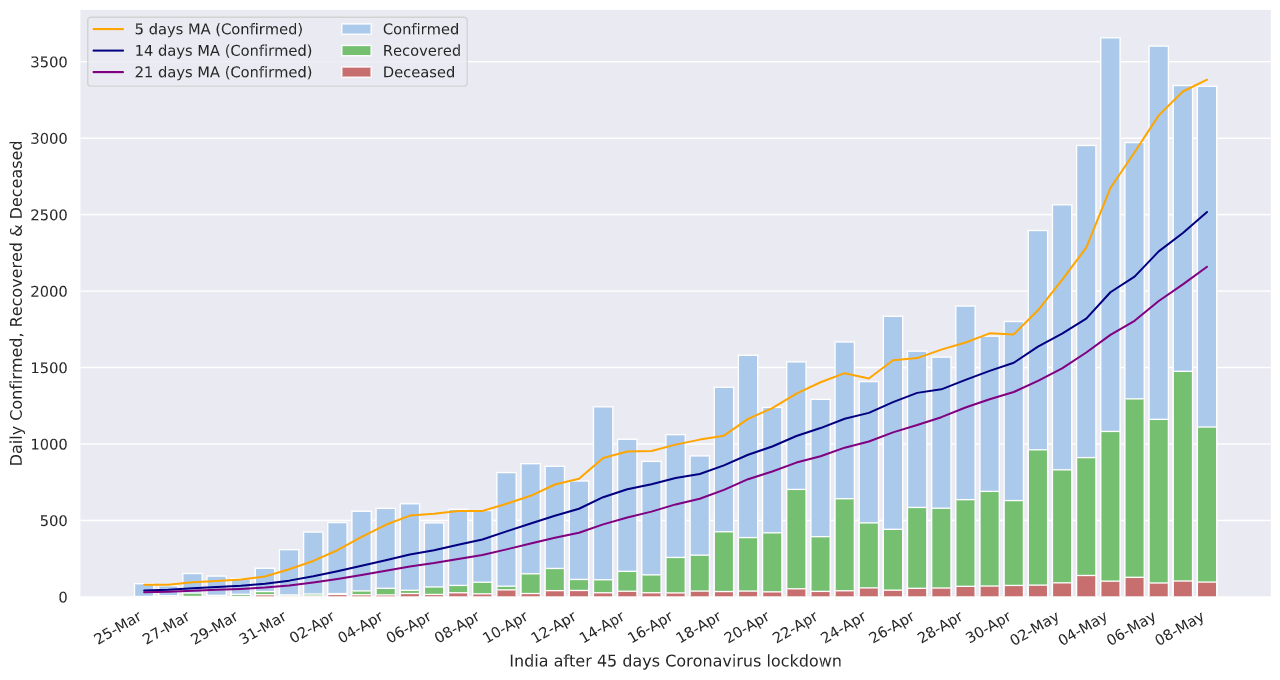 5 days MA (Confirmed)
14 days MA (Confirmed)
21 days MA (Confirmed)
Confirmed
Recovered
Deceased
Daily Confirmed, Recovered & Deceased
3500
3000
2500
2000
1500
1000
500
0
25-Mar
27-Mar
29-Mar
31-Mar
02-Apr
04-Apr
06-Apr
08-Apr
10-Apr
12-Apr
14-Apr
16-Apr
18-Apr
20-Apr
22-Apr
24-Apr
26-Apr
28-Apr
30-Apr
02-May
04-May
06-May
08-May
India after 45 days Coronavirus lockdown